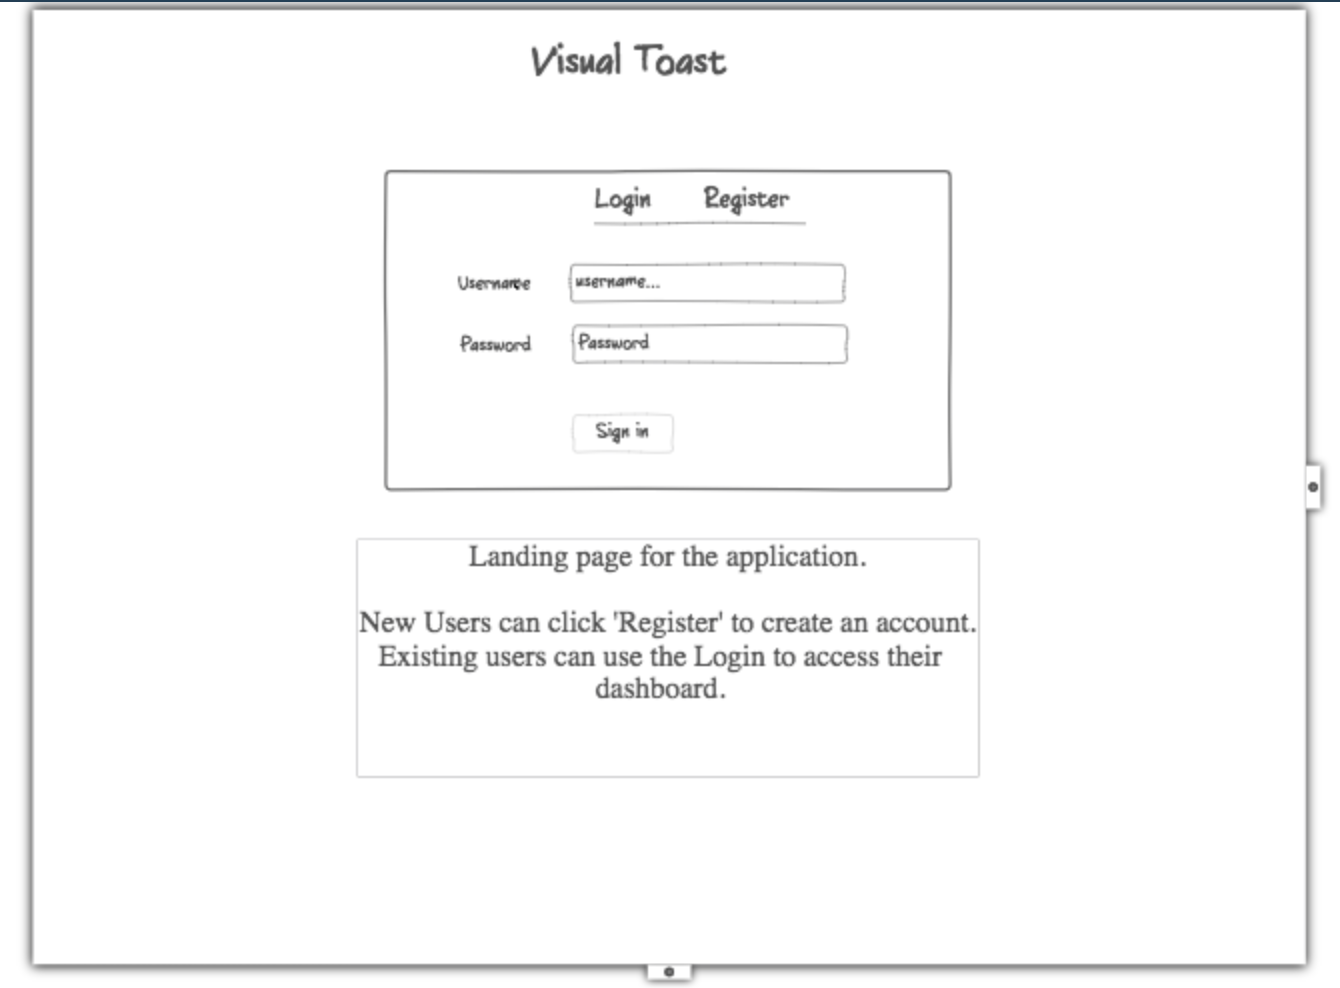 Visual Toast
Login Register
Username username...
Password Password
Sign in
Landing page for the application.
New Users can click 'Register' to create an account.
Existing users can use the Login to access their
dashboard.